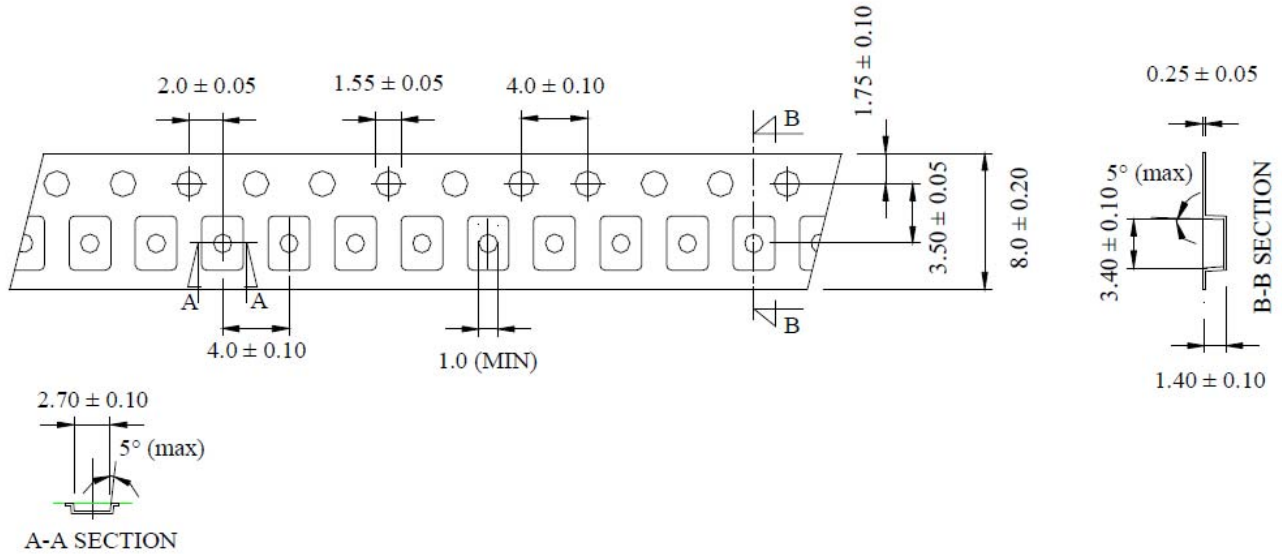 2.0 ± 0.05
1.55 ± 0.05
4.0 ± 0.10
1.75 ± 0.10
0.25 ± 0.05
B
5° (max)
3.50 ± 0.05
8.0 ± 0.20
3.40 ± 0.10
B-B SECTION
A
A
B
4.0 ± 0.10
1.0 (MIN)
1.40 ± 0.10
2.70 ± 0.10
5° (max)
A-A SECTION